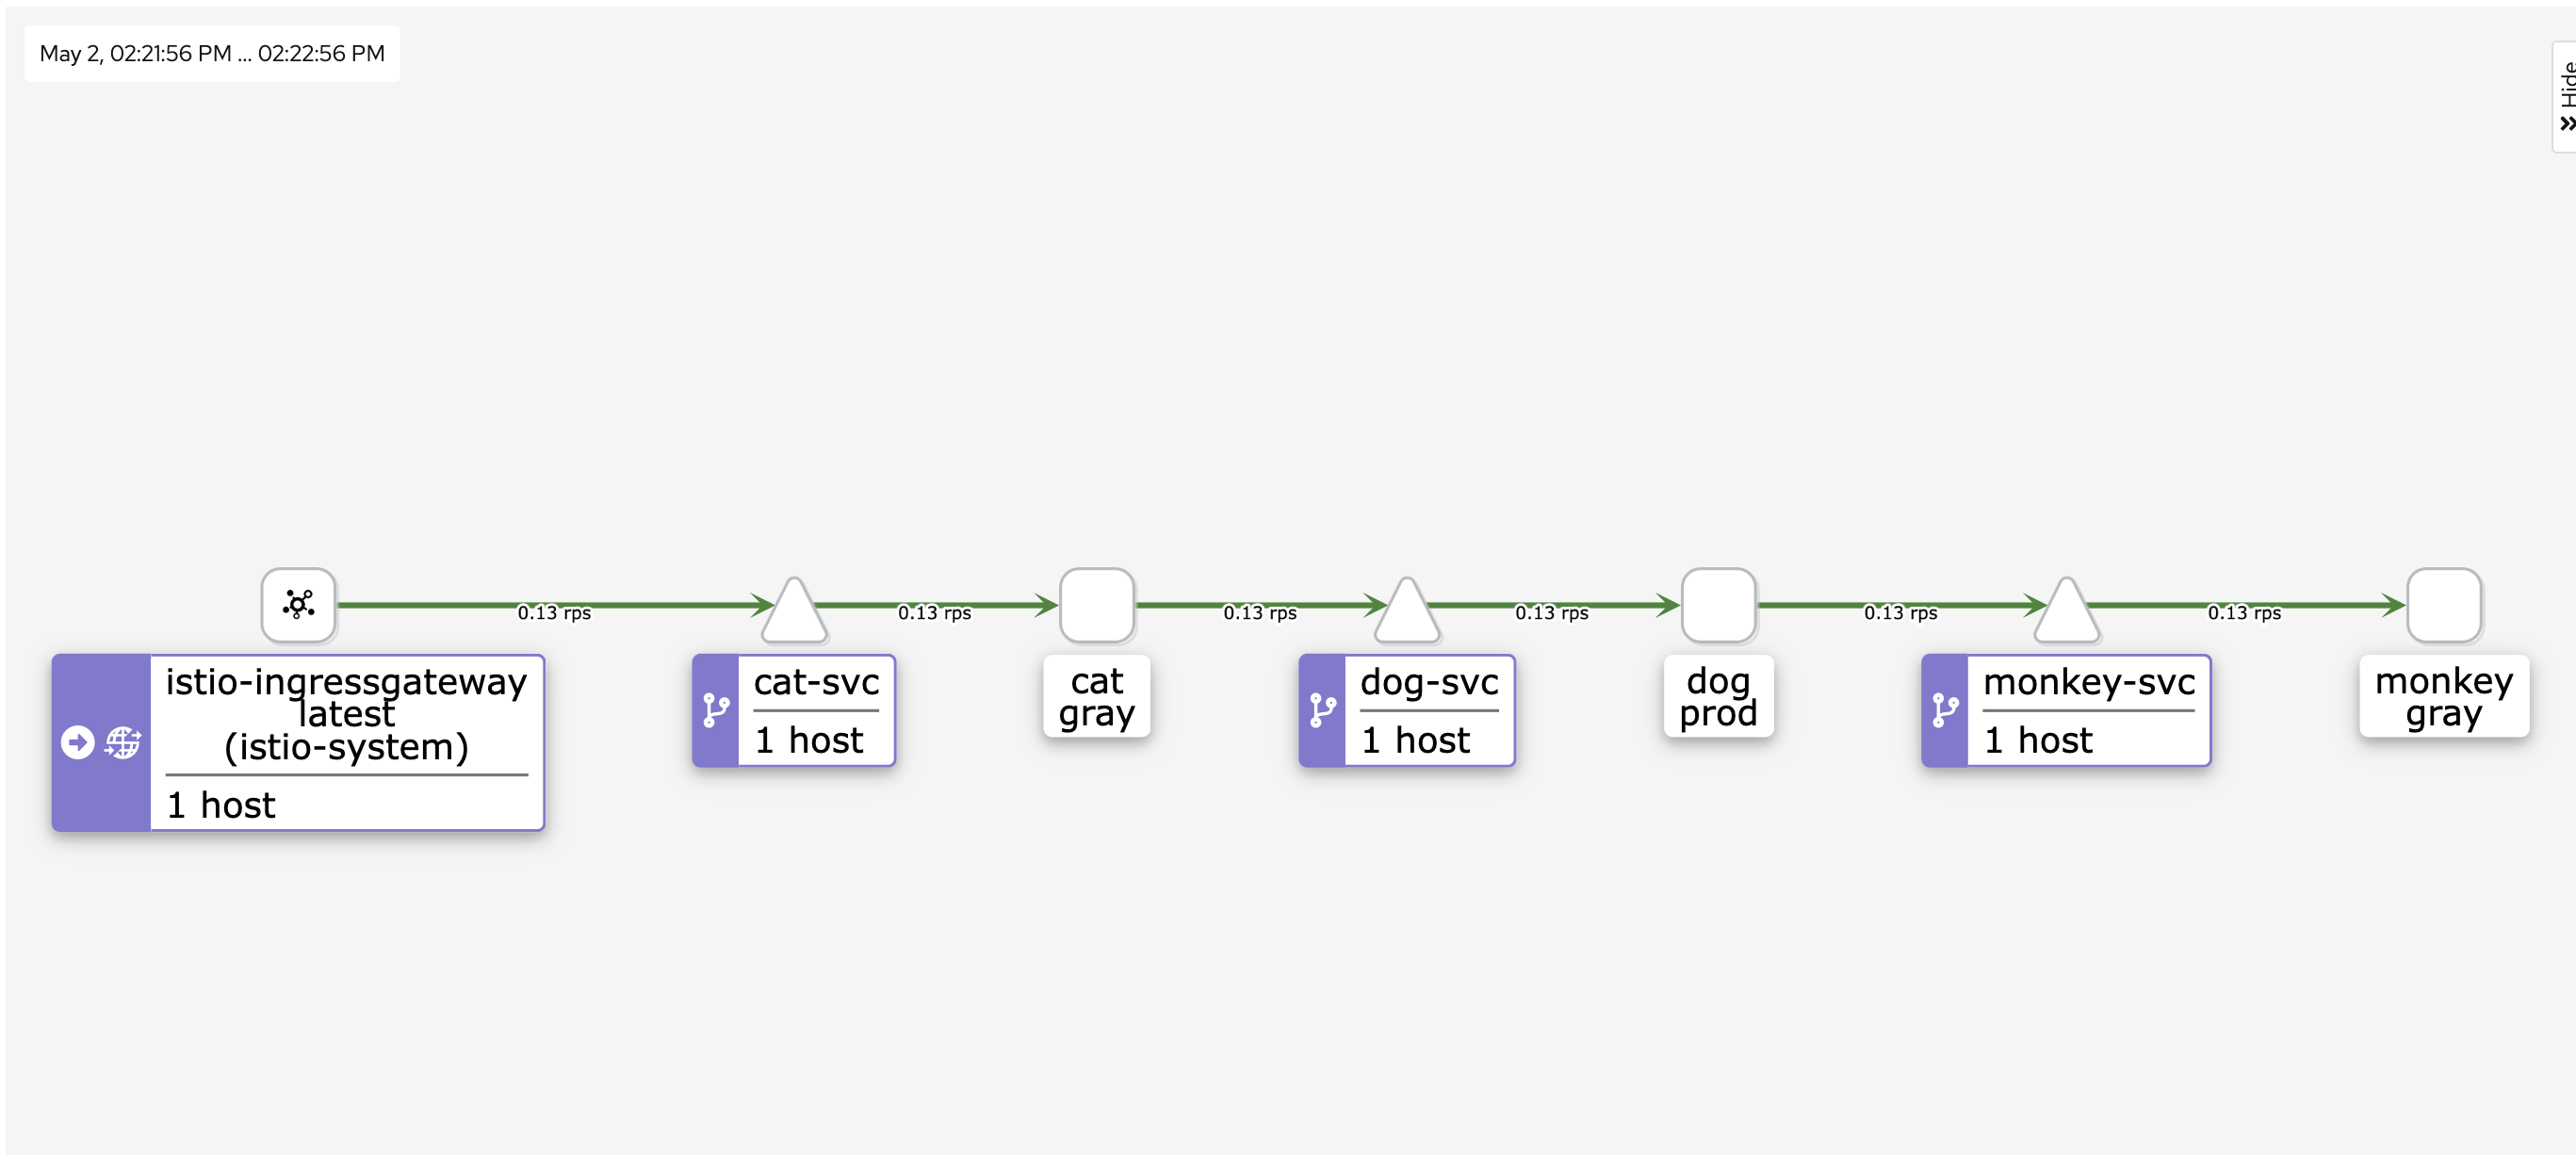 May 2, 02:21:56 PM ... 02:22:56 PM
Hide
0.13 rps
0.13 rps
0.13 rps
0.13 rps
0.13 rps
0.13 rps
istio-ingressgateway
latest
(istio-system)
1 host
cat-svc
1 host
cat
gray
dog-svc
1 host
dog
prod
monkey-svc
1 host
monkey
gray